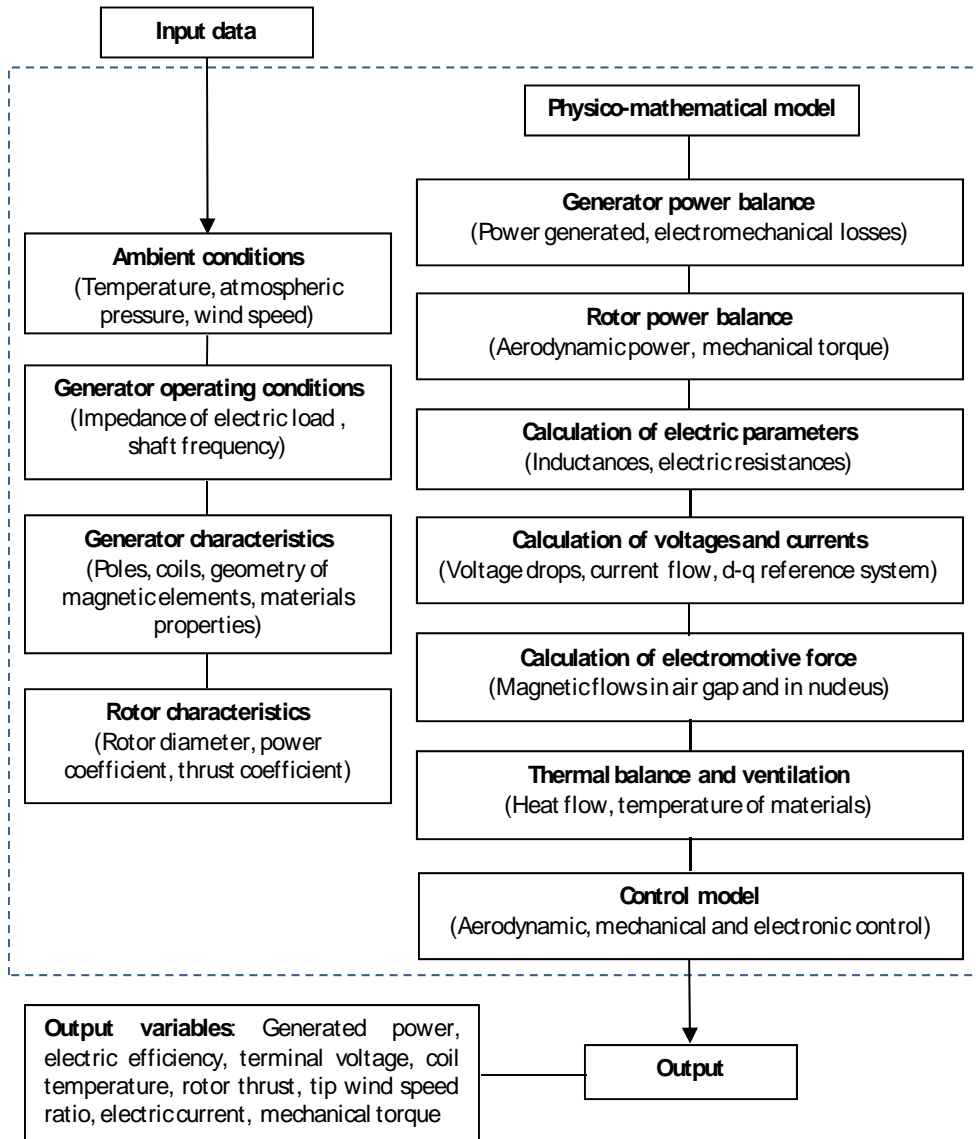 Input data
Ambient conditions
(Temperature, atmospheric
pressure, wind speed)
Generator operating conditions
(Impedance of electric load ,
shaft frequency)
Generator characteristics
(Poles, coils, geometry of
magnetic elements, materials
properties)
Rotor characteristics
(Rotor diameter, power
coefficient, thrust coefficient)
Physico-mathematical model
Generator power balance
(Power generated, electromechanical losses)
Rotor power balance
(Aerodynamic power, mechanical torque)
Calculation of electric parameters
(Inductances, electric resistances)
Calculation of voltages and currents
(Voltage drops, current flow, d-q reference system)
Calculation of electromotive force
(Magnetic flows in air gap and in nucleus)
Thermal balance and ventilation
(Heat flow, temperature of materials)
Control model
(Aerodynamic, mechanical and electronic control)
Output
Output variables: Generated power,
electric efficiency, terminal voltage, coil
temperature, rotor thrust, tip wind speed
ratio, electric current, mechanical torque